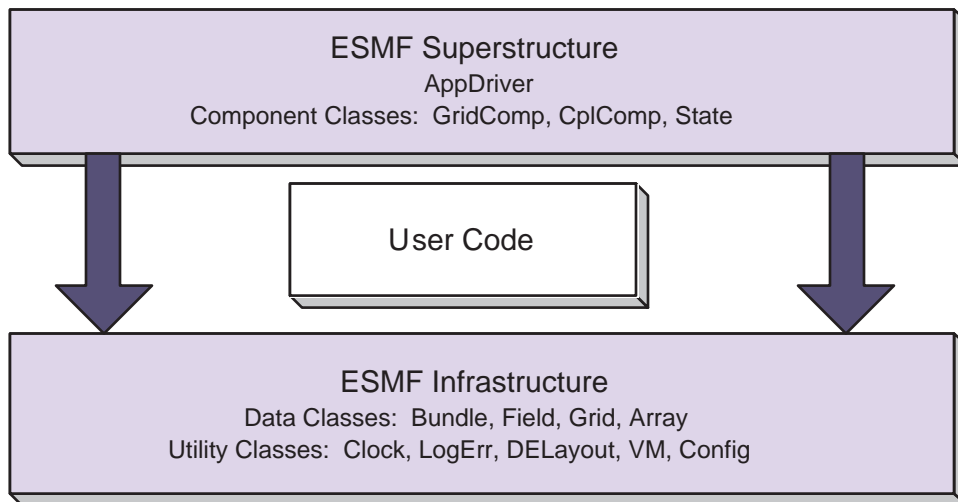 ESMF Superstructure
AppDriver
Component Classes: GridComp, CplComp, State
User Code
ESMF Infrastructure
Data Classes: Bundle, Field, Grid, Array
Utility Classes: Clock, LogErr, DELayout, VM, Config